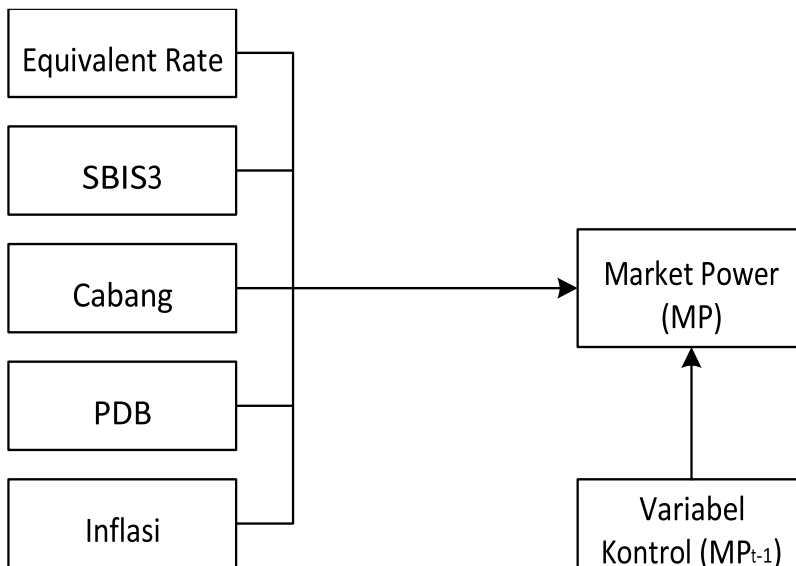 Equivalent Rate
SBIS3
Cabang
PDB
Inflasi
Market Power
(MP)
Variabel
Kontrol (MPt-1)